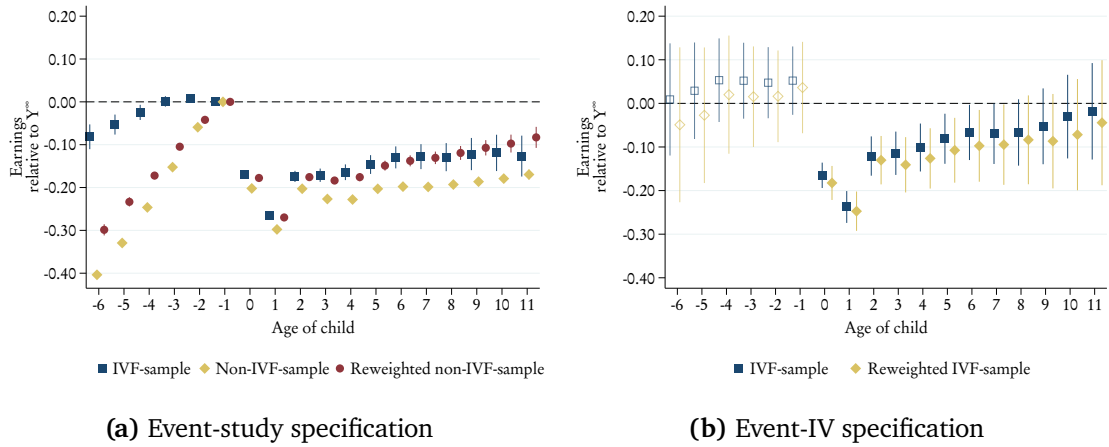 0.20
0.10
0.00
-0.10
-0.20
-0.30
-0.40
Earnings
relative to Y∞
-6 -5 -4 -3 -2 -1 0 1 2 3 4 5 6 7 8 9 10 11
Age of child
IVF-sample Non-IVF-sample Reweighted non-IVF-sample
(a) Event-study specification
0.20
0.10
0.00
-0.10
-0.20
-0.30
-0.40
Earnings
relative to Y∞
-6 -5 -4 -3 -2 -1 0 1 2 3 4 5 6 7 8 9 10 11
Age of child
IVF-sample Reweighted IVF-sample
(b) Event-IV specification